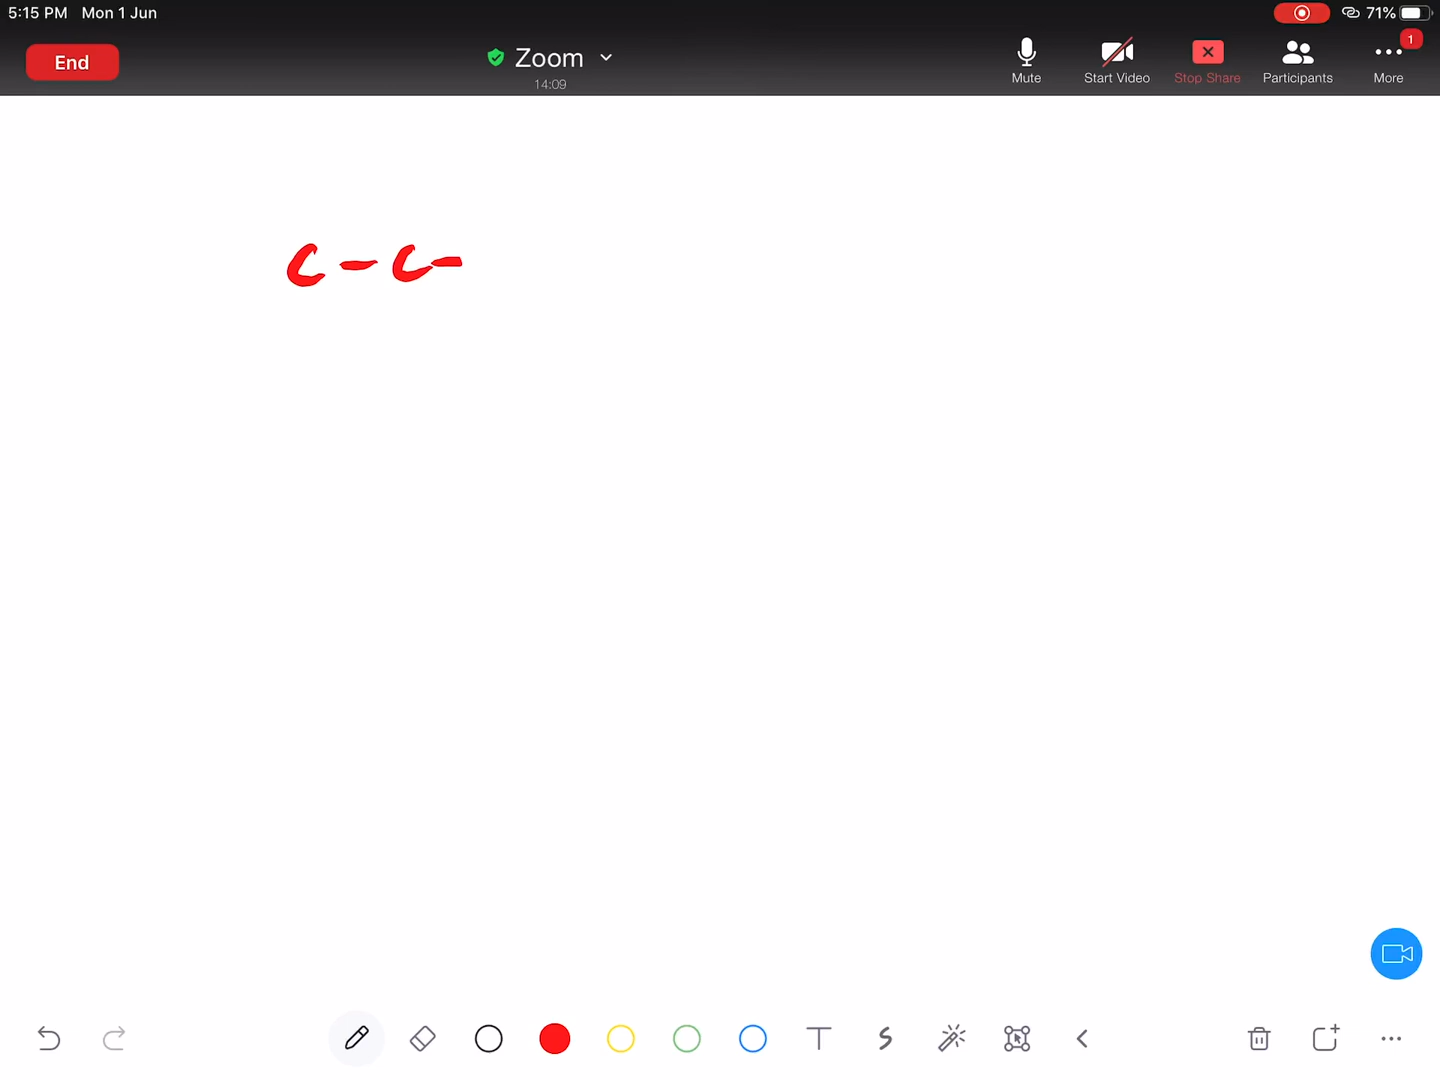 5:15 PM Mon 1 Jun 71%
End Zoom 14:09 Mute Start Video Stop Share Participants More 1
C - C -
T